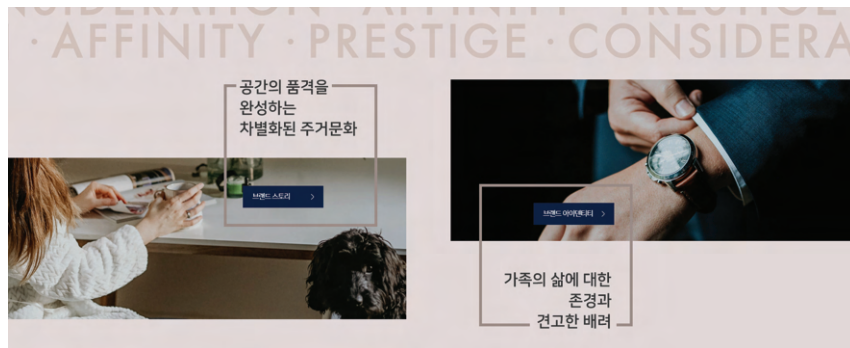 NSIDERATION · AFFINITY · PRESTIGE
· AFFINITY · PRESTIGE · CONSIDERA
공간의 품격을
완성하는
차별화된 주거문화
브랜드 스토리 >
브랜드 아이덴티티 >
가족의 삶에 대한
존경과
견고한 배려